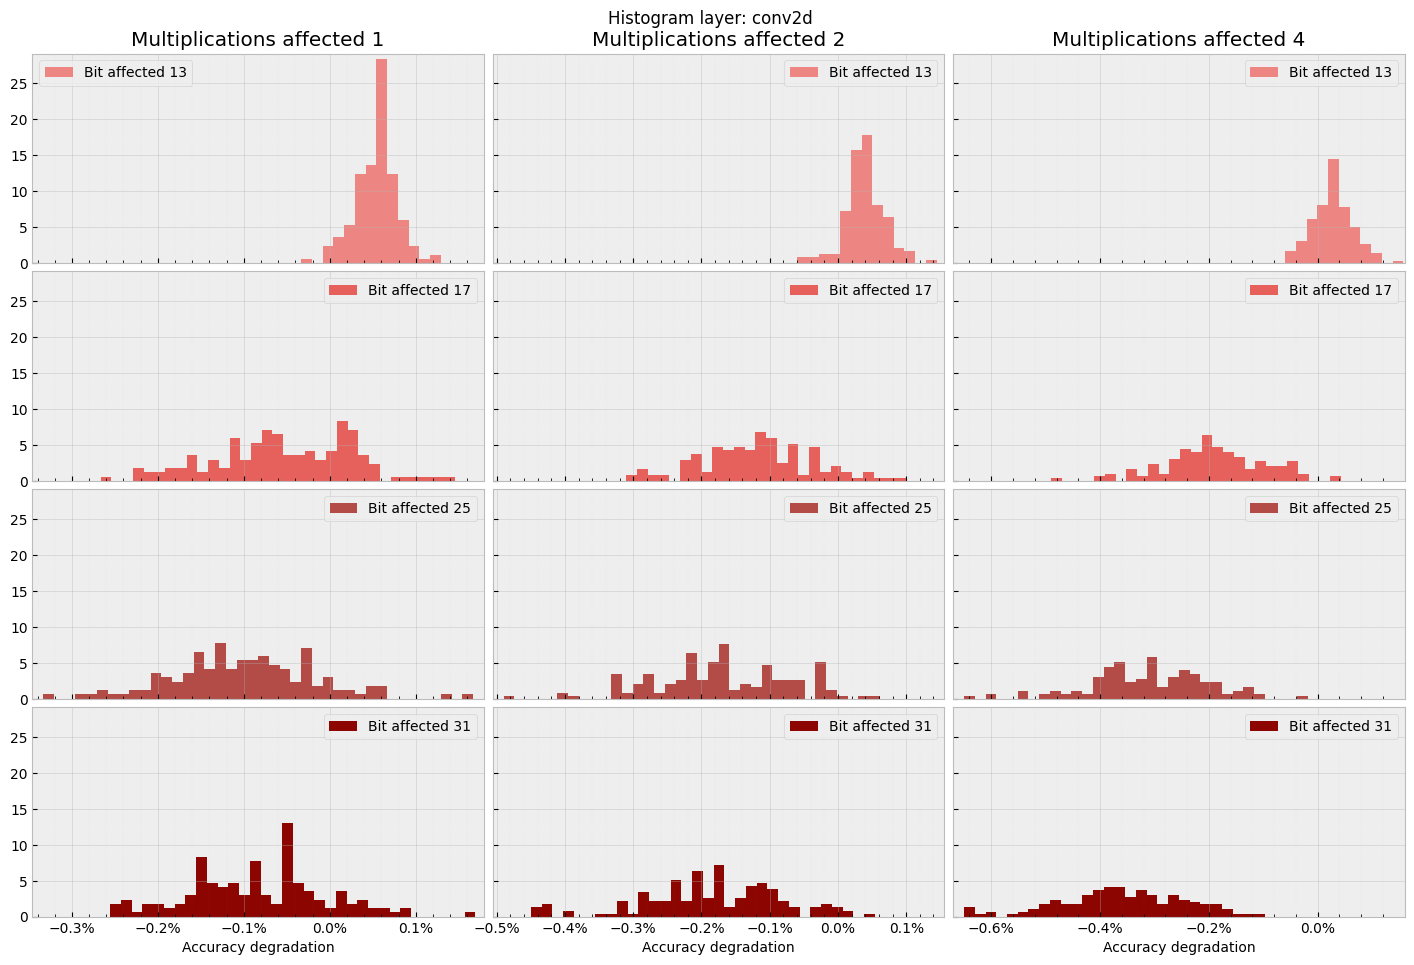 Histogram layer: conv2d
Multiplications affected 1
Multiplications affected 2
Multiplications affected 4
Bit affected 13
Bit affected 13
Bit affected 13
25
20
15
10
5
0
Bit affected 17
Bit affected 17
Bit affected 17
25
20
15
10
5
0
Bit affected 25
Bit affected 25
Bit affected 25
25
20
15
10
5
0
Bit affected 31
Bit affected 31
Bit affected 31
25
20
15
10
5
0
−0.3% −0.2% −0.1% 0.0% 0.1%
−0.5% −0.4% −0.3% −0.2% −0.1% 0.0% 0.1%
−0.6% −0.4% −0.2% 0.0%
Accuracy degradation
Accuracy degradation
Accuracy degradation